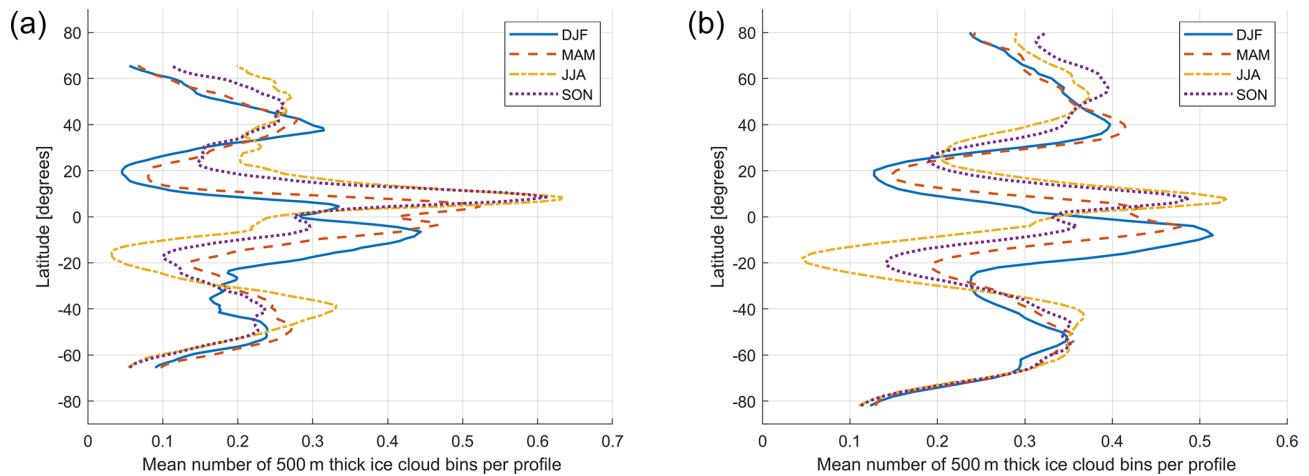 (a)
80
60
40
20
0
-20
-40
-60
-80
Latitude [degrees]
DJF
MAM
JJA
SON
0 0.1 0.2 0.3 0.4 0.5 0.6 0.7
Mean number of 500 m thick ice cloud bins per profile
(b)
80
60
40
20
0
-20
-40
-60
-80
Latitude [degrees]
DJF
MAM
JJA
SON
0 0.1 0.2 0.3 0.4 0.5 0.6
Mean number of 500 m thick ice cloud bins per profile